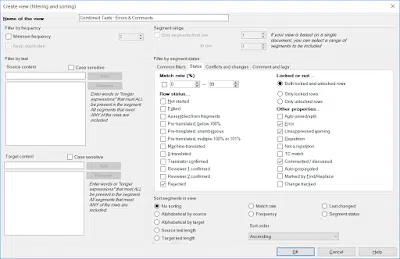 Create view (filtering and sorting)
Name of the view
Combined Tasks - Errors & Comments
Filter by frequency
Minimum frequency
Segment range
If your view is based on a single document, you can select a range of segments to be included
Filter by text
Source content
Case sensitive
Enter words or "longer expressions" that must ALL be present in the segment
All segments that match ANY of the rows are included
Target content
Case sensitive
Enter words or "longer expressions" that must ALL be present in the segment
All segments that match ANY of the rows are included
Filter by segment status
Common filters
Status
Conflicts and changes
Comment and tags
Match rate (%)
Row status...
Not started
Edited
Assembled from fragments
Pre-translated, below 100%
Pre-translated, unambiguous
Pre-translated, multiple 100% or 101%
Machine-translated
Translator confirmed
Reviewer 1 confirmed
Reviewer 2 confirmed
Rejected
Locked or not...
Both locked and unlocked rows
Only locked rows
Only unlocked rows
Other properties...
Auto-joined/split
Error
Unsuppressed warning
Repetition
Not a repetition
Commented / discussed
Auto-propagated
Marked by Find/Replace
Change tracked
Sort segments in view
No sorting
Alphabetical by source
Alphabetical by target
Source text length
Target text length
Match rate
Frequency
Last changed
Segment status
Sort order
Ascending
OK
Cancel
Help